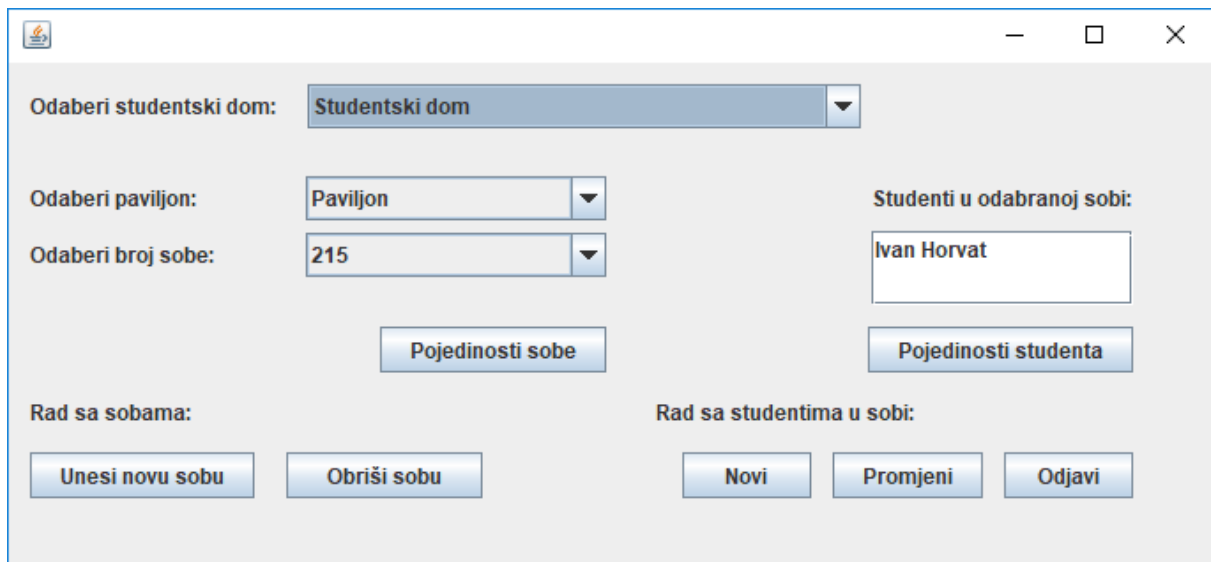 Odaberi studentski dom: Studentski dom
Odaberi paviljon: Paviljon Studenti u odabranoj sobi:
Odaberi broj sobe: 215 Ivan Horvat
Pojedinosti sobe Pojedinosti studenta
Rad sa sobama: Rad sa studentima u sobi:
Unesi novu sobu Obriši sobu Novi Promjeni Odjavi